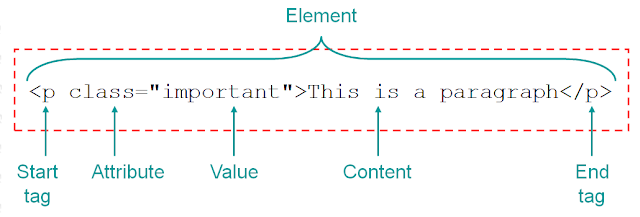 Element
<p class="important">This is a paragraph</p>
Start tag
Attribute
Value
Content
End tag